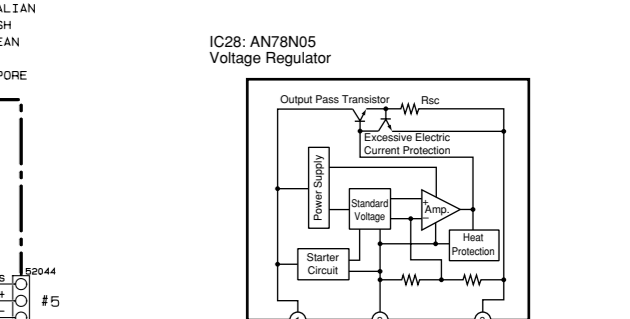 ALIAN
SH
EAN
PORE
IC28: AN78N05
Voltage Regulator
Output Pass Transistor
Rsc
Excessive Electric
Current Protection
Power Supply
Standard
Voltage
+
Amp.
−
Heat
Protection
Starter
Circuit
52044
S
+
#5
−